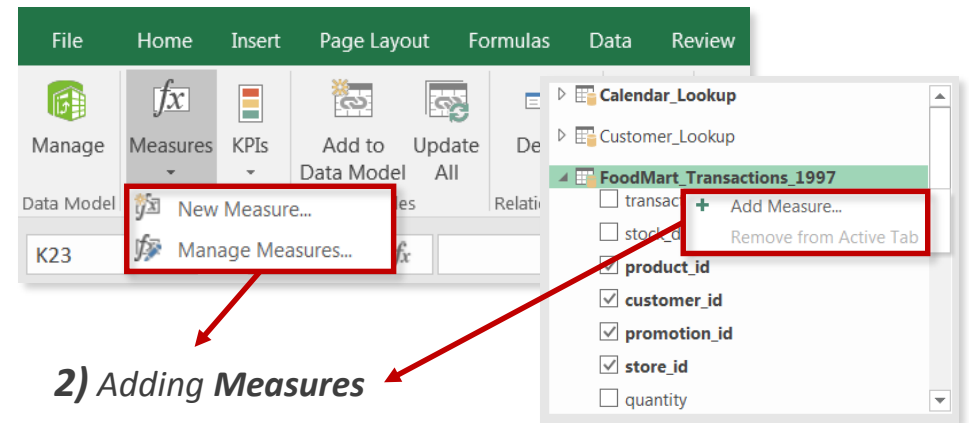 File Home Insert Page Layout Formulas Data Review
Manage Measures KPIs Add to Data Model Update All
Data Model
New Measure...
Manage Measures...
K23
fx
Calendar_Lookup
Customer_Lookup
FoodMart_Transactions_1997
Add Measure...
Remove from Active Tab
product_id
customer_id
promotion_id
store_id
quantity
2) Adding Measures